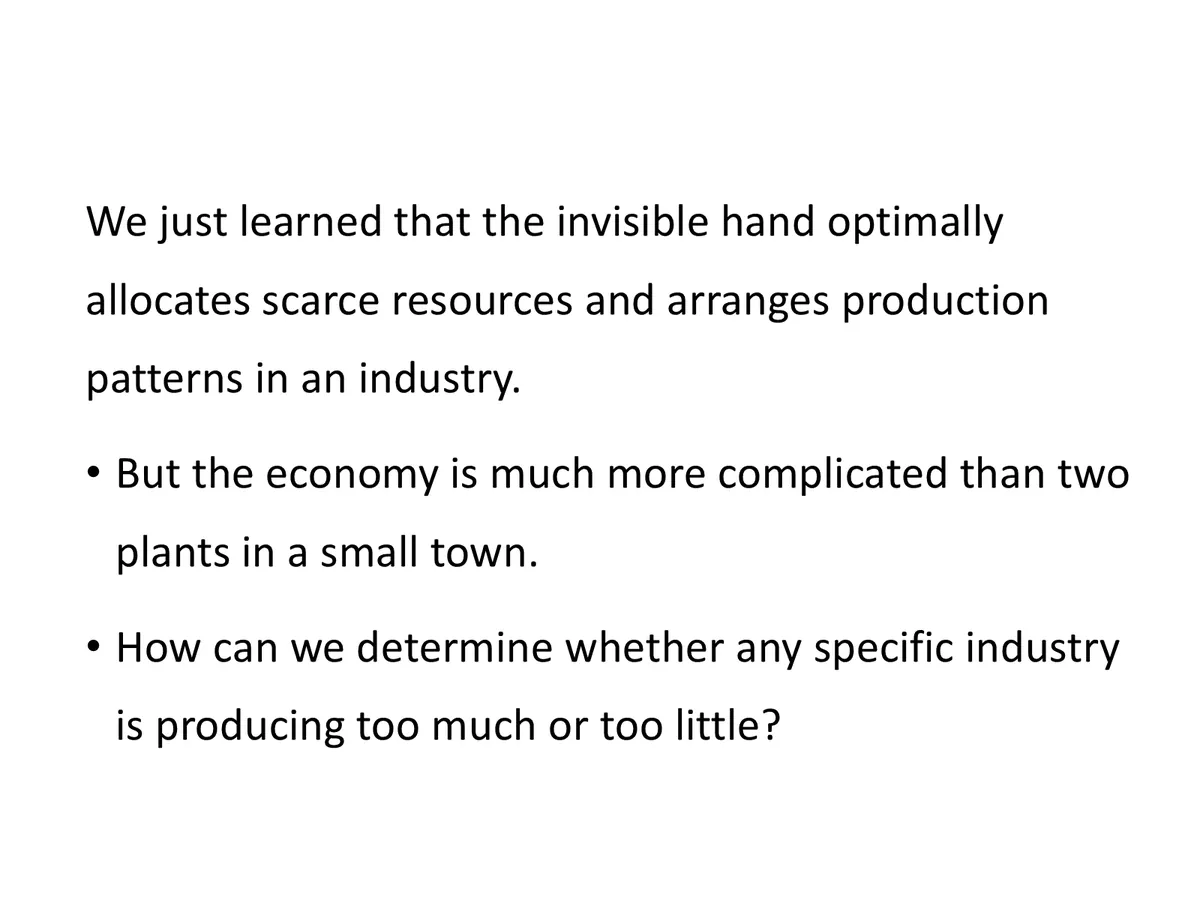 We just learned that the invisible hand optimally
allocates scarce resources and arranges production
patterns in an industry.
• But the economy is much more complicated than two
plants in a small town.
• How can we determine whether any specific industry
is producing too much or too little?